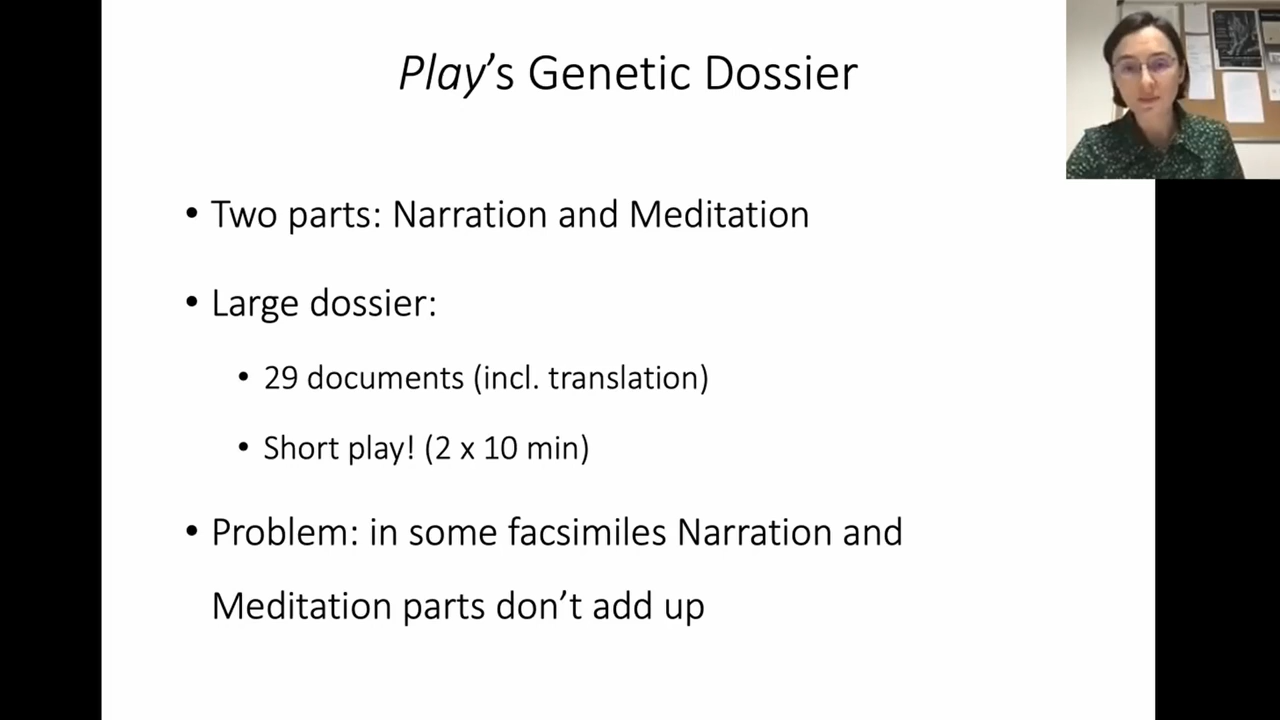 Play's Genetic Dossier
• Two parts: Narration and Meditation
• Large dossier:
• 29 documents (incl. translation)
• Short play! (2 x 10 min)
• Problem: in some facsimiles Narration and
Meditation parts don’t add up